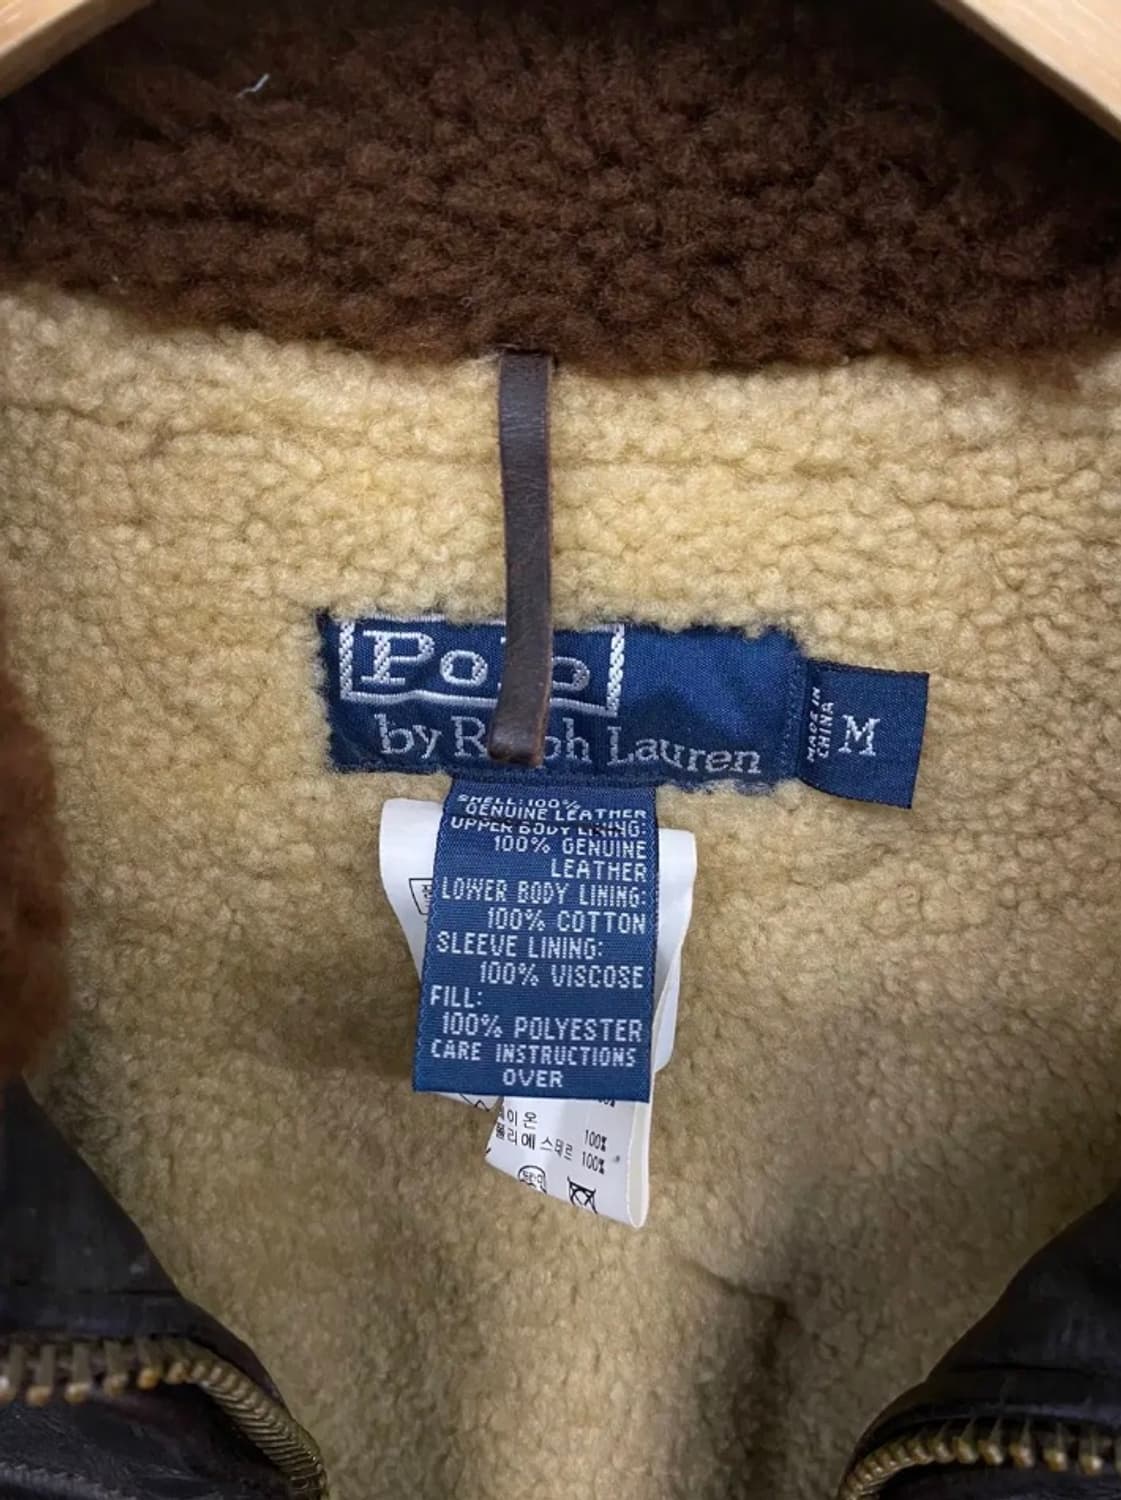 Polo
by Ralph Lauren
MADE IN
CHINA
M
SHELL: 100%
GENUINE LEATHER
UPPER BODY LINING:
100% GENUINE
LEATHER
LOWER BODY LINING:
100% COTTON
SLEEVE LINING:
100% VISCOSE
FILL:
100% POLYESTER
CARE INSTRUCTIONS
OVER
이온 100%
폴리에스테르 100%